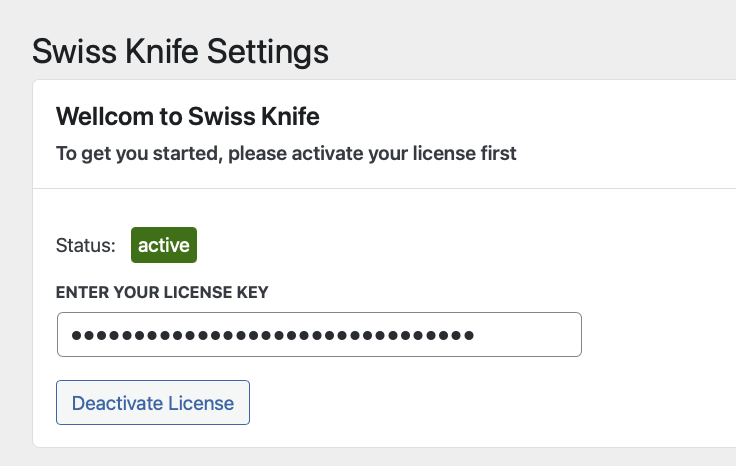 Swiss Knife Settings
Wellcom to Swiss Knife
To get you started, please activate your license first
Status: active
ENTER YOUR LICENSE KEY
••••••••••••••••••••••••••••••••
Deactivate License